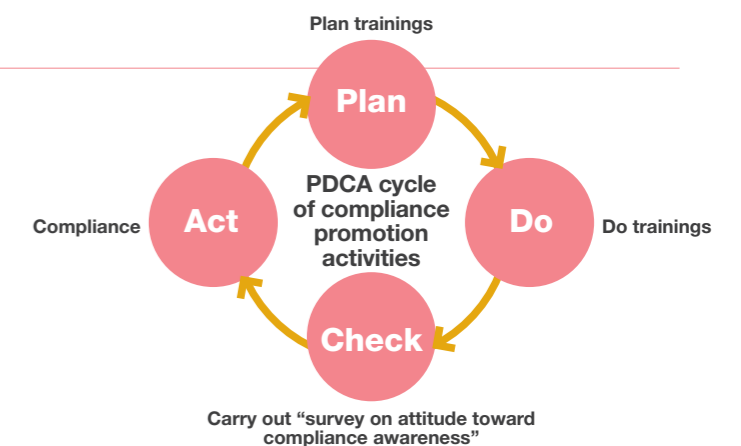 Plan trainings
Plan
PDCA cycle
of compliance
promotion
activities
Compliance
Act
Do
Do trainings
Check
Carry out “survey on attitude toward
compliance awareness”